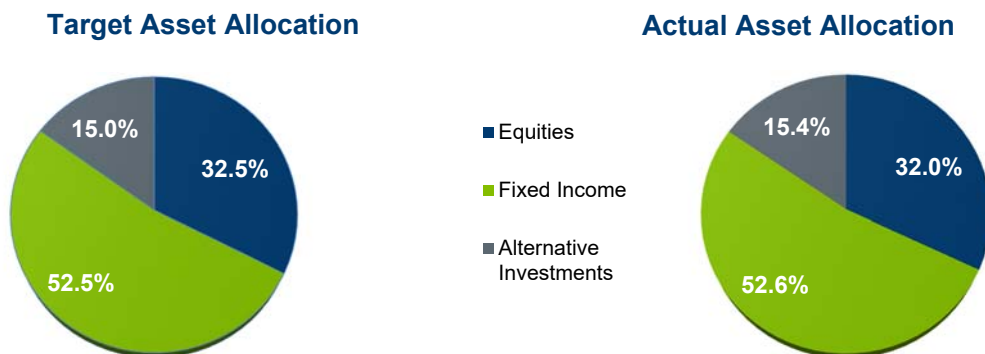 Target Asset Allocation
15.0%
32.5%
52.5%
Equities
Fixed Income
Alternative
Investments
Actual Asset Allocation
15.4%
32.0%
52.6%